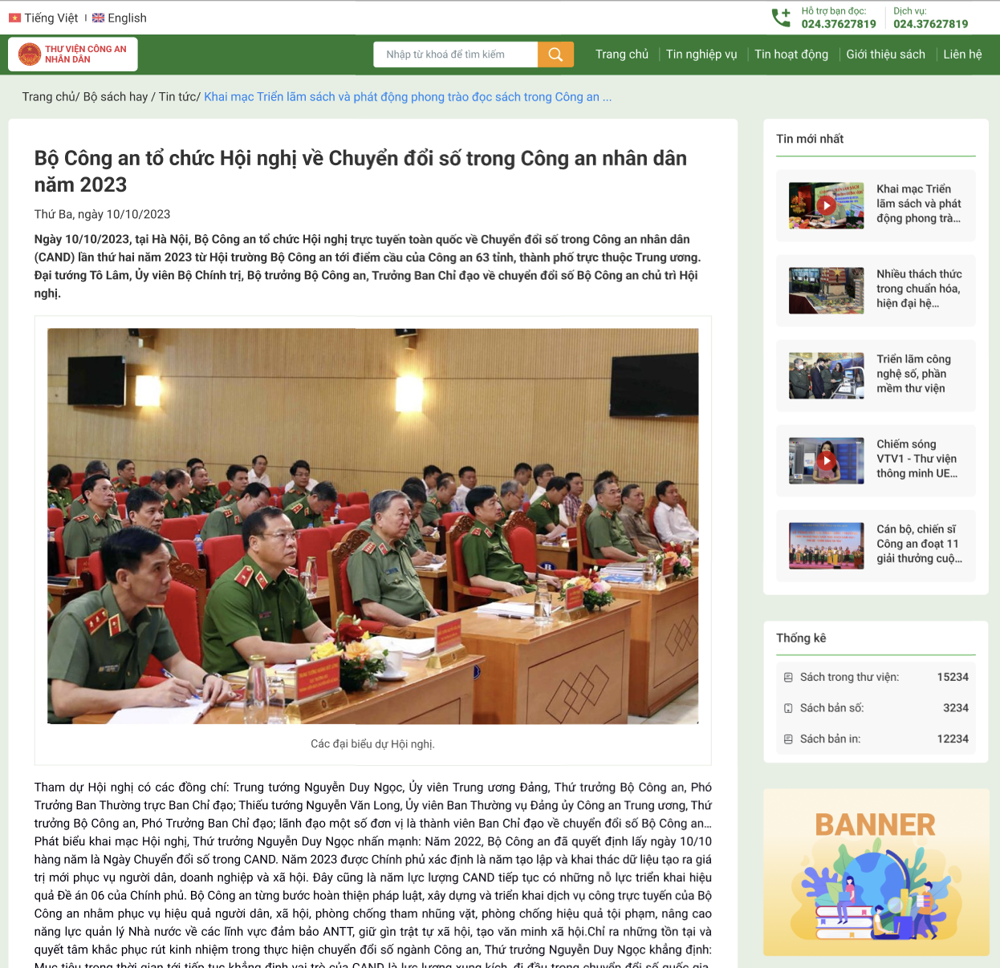 Tiếng Việt
English
Hỗ trợ bạn đọc:
024.37627819
Dịch vụ:
024.37627819
THƯ VIỆN CÔNG AN
NHÂN DÂN
Nhập từ khoá để tìm kiếm
Trang chủ
Tin nghiệp vụ
Tin hoạt động
Giới thiệu sách
Liên hệ
Trang chủ/ Bộ sách hay / Tin tức/ Khai mạc Triển lãm sách và phát động phong trào đọc sách trong Công an ...
Bộ Công an tổ chức Hội nghị về Chuyển đổi số trong Công an nhân dân
năm 2023
Thứ Ba, ngày 10/10/2023
Ngày 10/10/2023, tại Hà Nội, Bộ Công an tổ chức Hội nghị trực tuyến toàn quốc về Chuyển đổi số trong Công an nhân dân
(CAND) lần thứ hai năm 2023 từ Hội trường Bộ Công an tới điểm cầu của Công an 63 tỉnh, thành phố trực thuộc Trung ương.
Đại tướng Tô Lâm, Ủy viên Bộ Chính trị, Bộ trưởng Bộ Công an, Trưởng Ban Chỉ đạo về chuyển đổi số Bộ Công an chủ trì Hội
nghị.
Các đại biểu dự Hội nghị.
Tham dự Hội nghị có các đồng chí: Trung tướng Nguyễn Duy Ngọc, Ủy viên Trung ương Đảng, Thứ trưởng Bộ Công an, Phó
Trưởng Ban Thường trực Ban Chỉ đạo; Thiếu tướng Nguyễn Văn Long, Ủy viên Ban Thường vụ Đảng ủy Công an Trung ương, Thứ
trưởng Bộ Công an, Phó Trưởng Ban Chỉ đạo; lãnh đạo một số đơn vị là thành viên Ban Chỉ đạo về chuyển đổi số Bộ Công an...
Phát biểu khai mạc Hội nghị, Thứ trưởng Nguyễn Duy Ngọc nhấn mạnh: Năm 2022, Bộ Công an đã quyết định lấy ngày 10/10
hàng năm là Ngày Chuyển đổi số trong CAND. Năm 2023 được Chính phủ xác định là năm tạo lập và khai thác dữ liệu tạo ra giá
trị mới phục vụ người dân, doanh nghiệp và xã hội. Đây cũng là năm lực lượng CAND tiếp tục có những nỗ lực triển khai hiệu
quả Đề án 06 của Chính phủ. Bộ Công an từng bước hoàn thiện pháp luật, xây dựng và triển khai dịch vụ công trực tuyến của Bộ
Công an nhằm phục vụ hiệu quả người dân, xã hội, phòng chống tham nhũng vặt, phòng chống hiệu quả tội phạm, nâng cao
năng lực quản lý Nhà nước về các lĩnh vực đảm bảo ANTT, giữ gìn trật tự xã hội, tạo văn minh xã hội.Chỉ ra những tồn tại và
quyết tâm khắc phục rút kinh nghiệm trong thực hiện chuyển đổi số ngành Công an, Thứ trưởng Nguyễn Duy Ngọc khẳng định:
Mục tiêu trong thời gian tới tiếp tục khẳng định vai trò của CAND là lực lượng xung kích, đi đầu trong chuyển đổi số quốc gia,
Tin mới nhất
Khai mạc Triển
lãm sách và phát
động phong trà...
Nhiều thách thức
trong chuẩn hóa,
hiện đại hệ...
Triển lãm công
nghệ số, phần
mềm thư viện
Chiếm sóng
VTV1 - Thư viện
thông minh UE...
Cán bộ, chiến sĩ
Công an đoạt 11
giải thưởng cuộ...
Thống kê
Sách trong thư viện: 15234
Sách bản số: 3234
Sách bản in: 12234
BANNER